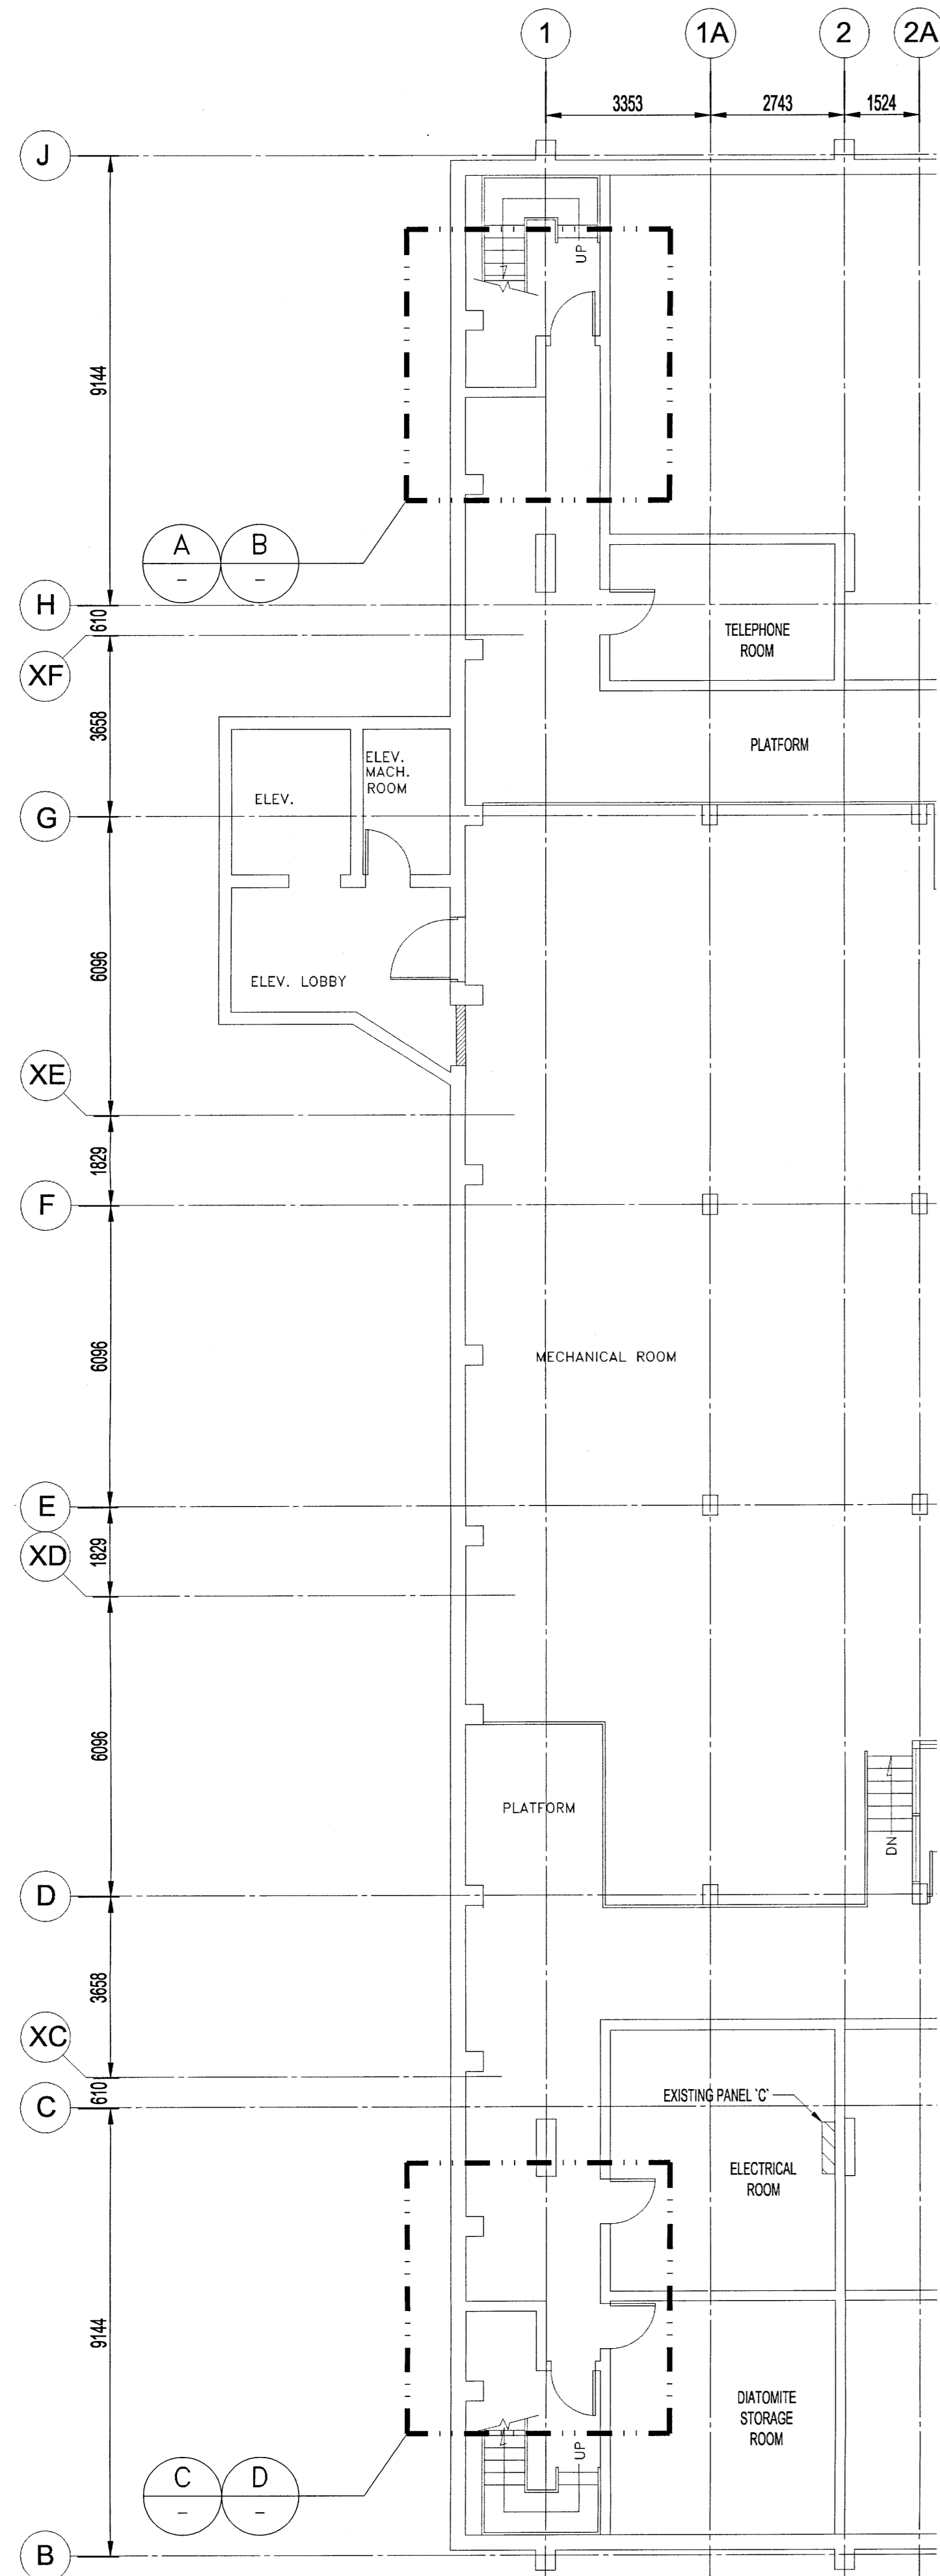 1
1A
2
2A
3353
2743
1524
J
UP
9144
A
B
-
-
H
610
XF
TELEPHONE
ROOM
3658
PLATFORM
ELEV.
MACH.
ROOM
ELEV.
G
6096
ELEV. LOBBY
XE
1829
F
6096
MECHANICAL ROOM
E
XD
1829
6096
PLATFORM
DN
D
3658
XC
610
C
EXISTING PANEL `C`
ELECTRICAL
ROOM
9144
DIATOMITE
STORAGE
ROOM
UP
C
D
-
-
B